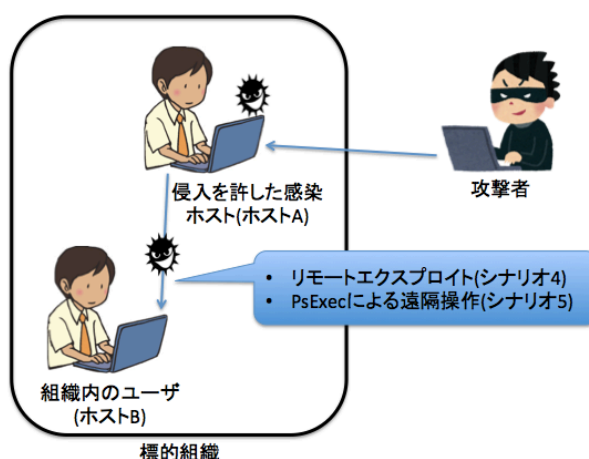 侵入を許した感染
ホスト(ホストA)
攻撃者
• リモートエクスプロイト(シナリオ4)
• PsExecによる遠隔操作(シナリオ5)
組織内のユーザ
(ホストB)
標的組織